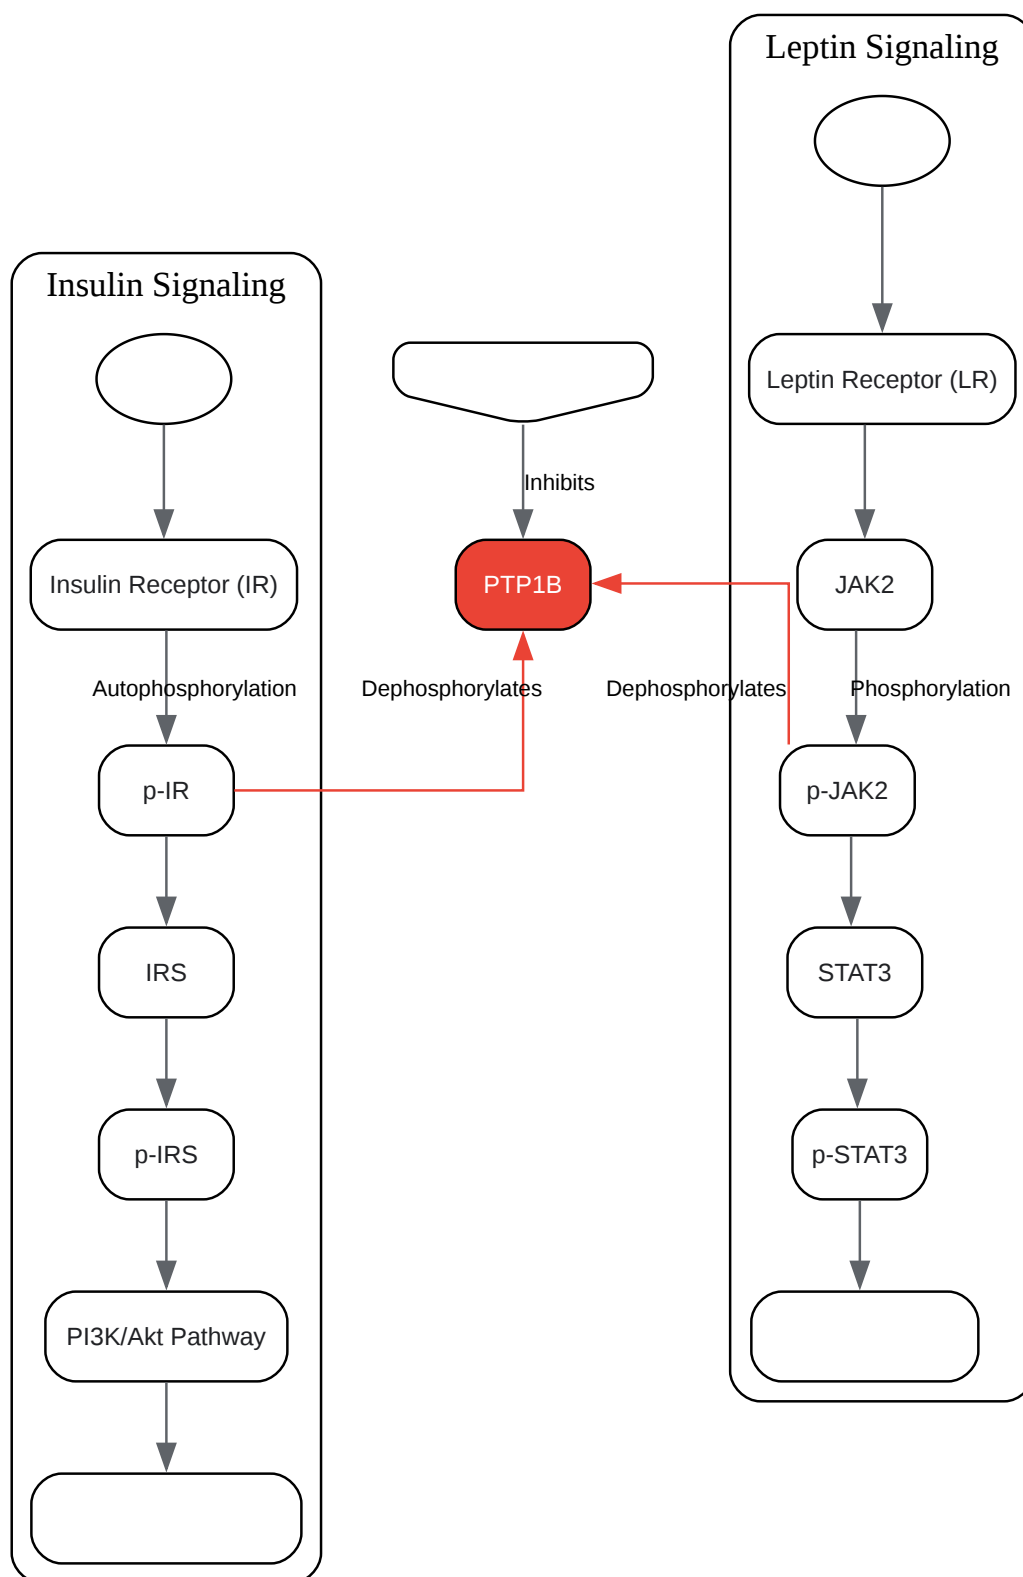 Leptin Signaling
Leptin Receptor (LR)
JAK2
Phosphorylation
p-JAK2
STAT3
p-STAT3
Insulin Signaling
Insulin Receptor (IR)
Autophosphorylation
p-IR
IRS
p-IRS
PI3K/Akt Pathway
Inhibits
PTP1B
Dephosphorylates
Dephosphorylates